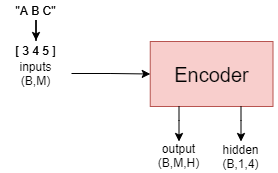 "A B C"
[ 3 4 5 ]
inputs
(B,M)
Encoder
output
(B,M,H)
hidden
(B,1,4)